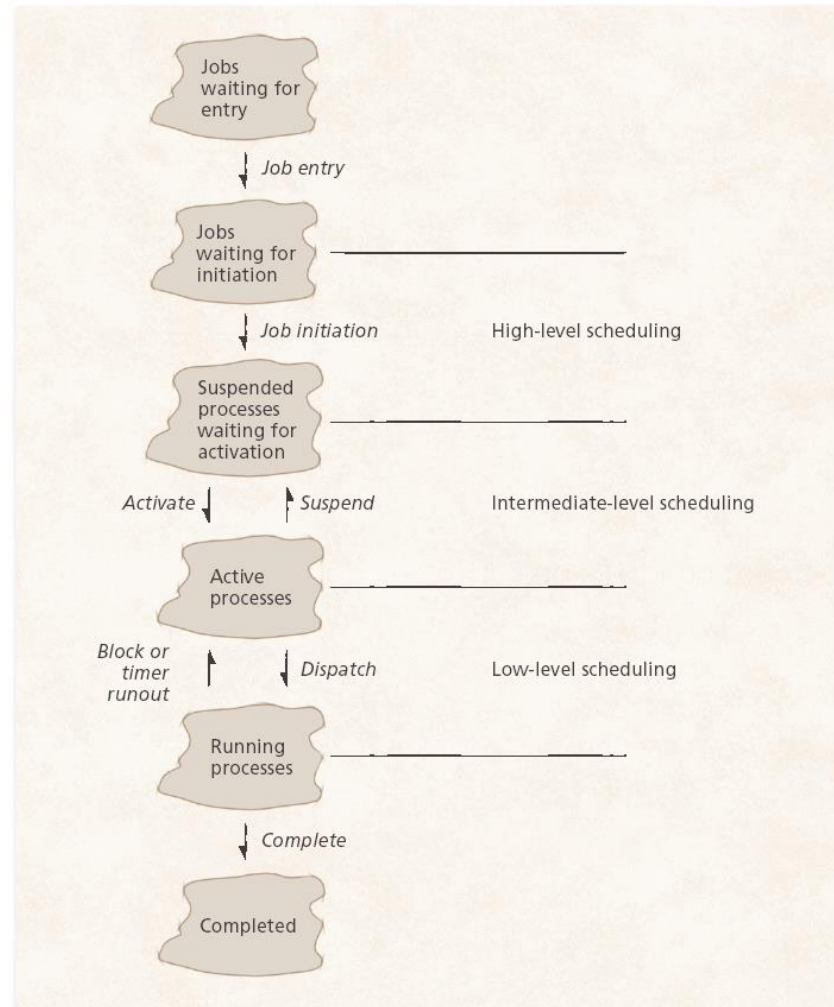 Jobs
waiting for
entry
Job entry
Jobs
waiting for
initiation
Job initiation
High-level scheduling
Suspended
processes
waiting for
activation
Activate
Suspend
Intermediate-level scheduling
Active
processes
Block or
timer
runout
Dispatch
Low-level scheduling
Running
processes
Complete
Completed